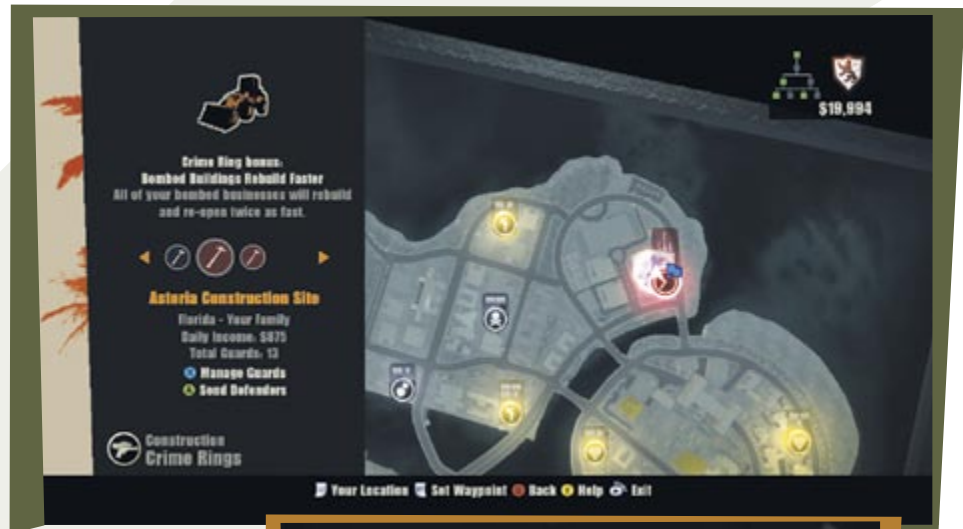 $19,994
Crime Ring bonus:
Bombed Buildings Rebuild Faster
All of your bombed businesses will rebuild
and re-open twice as fast.
Astoria Construction Site
Florida - Your Family
Daily Income: $875
Total Guards: 13
X Manage Guards
A Send Defenders
Construction
Crime Rings
Your Location Set Waypoint Back Help Exit